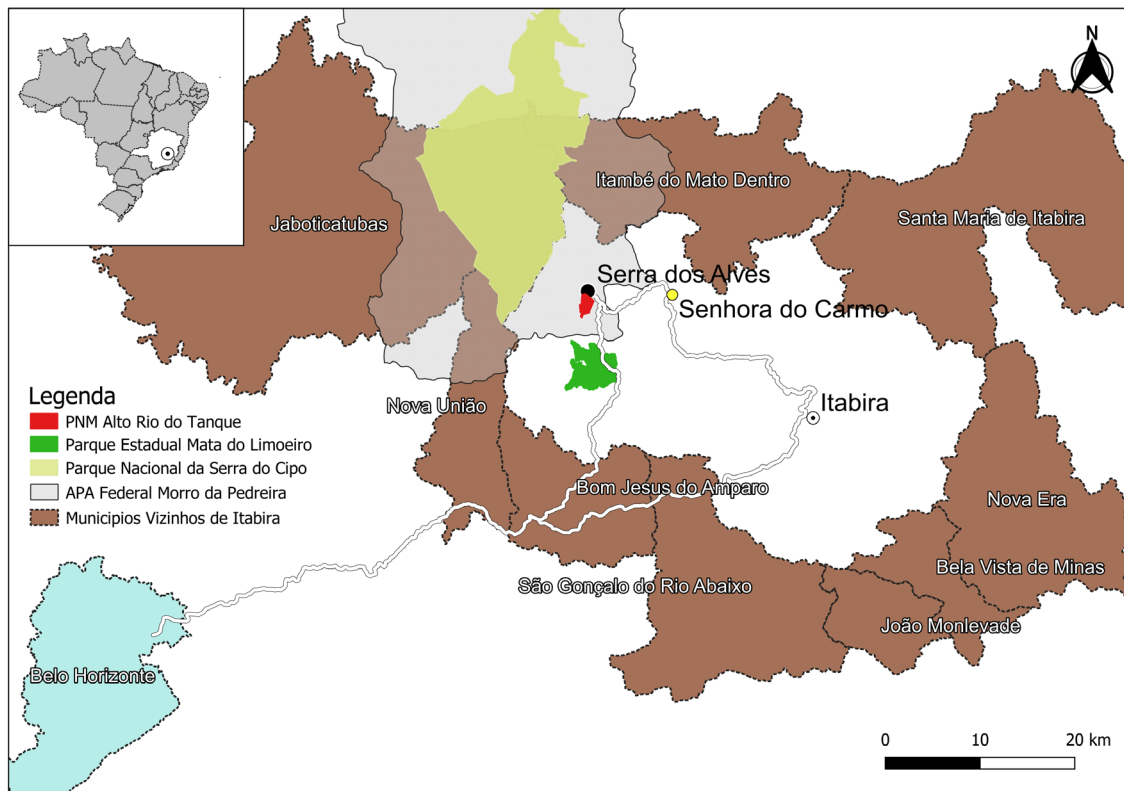 N
Itambé do Mato Dentro
Santa Maria de Itabira
Jaboticatubas
Serra dos Alves
Senhora do Carmo
Itabira
Nova União
Bom Jesus do Amparo
Nova Era
Bela Vista de Minas
São Gonçalo do Rio Abaixo
João Monlevade
Belo Horizonte
Legenda
PNM Alto Rio do Tanque
Parque Estadual Mata do Limoeiro
Parque Nacional da Serra do Cipo
APA Federal Morro da Pedreira
Municipios Vizinhos de Itabira
0 10 20 km